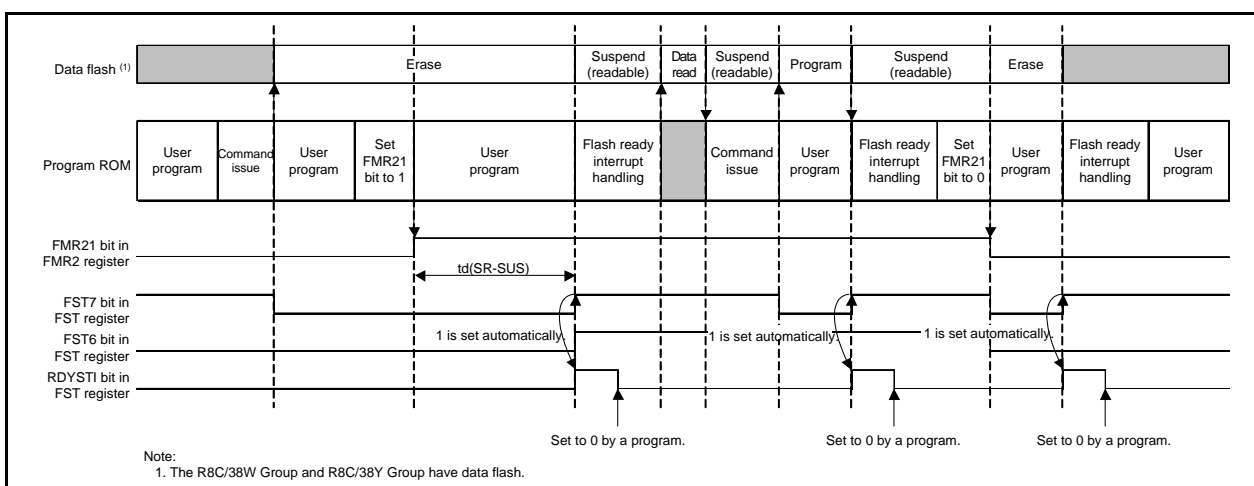 Data flash (1)
Erase
Suspend
(readable)
Data
read
Suspend
(readable)
Program
Suspend
(readable)
Erase
Program ROM
User
program
Command
issue
User
program
Set
FMR21
bit to 1
User
program
Flash ready
interrupt
handling
Command
issue
User
program
Flash ready
interrupt
handling
Set
FMR21
bit to 0
User
program
Flash ready
interrupt
handling
User
program
FMR21 bit in
FMR2 register
td(SR-SUS)
FST7 bit in
FST register
1 is set automatically.
1 is set automatically.
1 is set automatically.
FST6 bit in
FST register
RDYSTI bit in
FST register
Set to 0 by a program.
Set to 0 by a program.
Set to 0 by a program.
Note:
1. The R8C/38W Group and R8C/38Y Group have data flash.